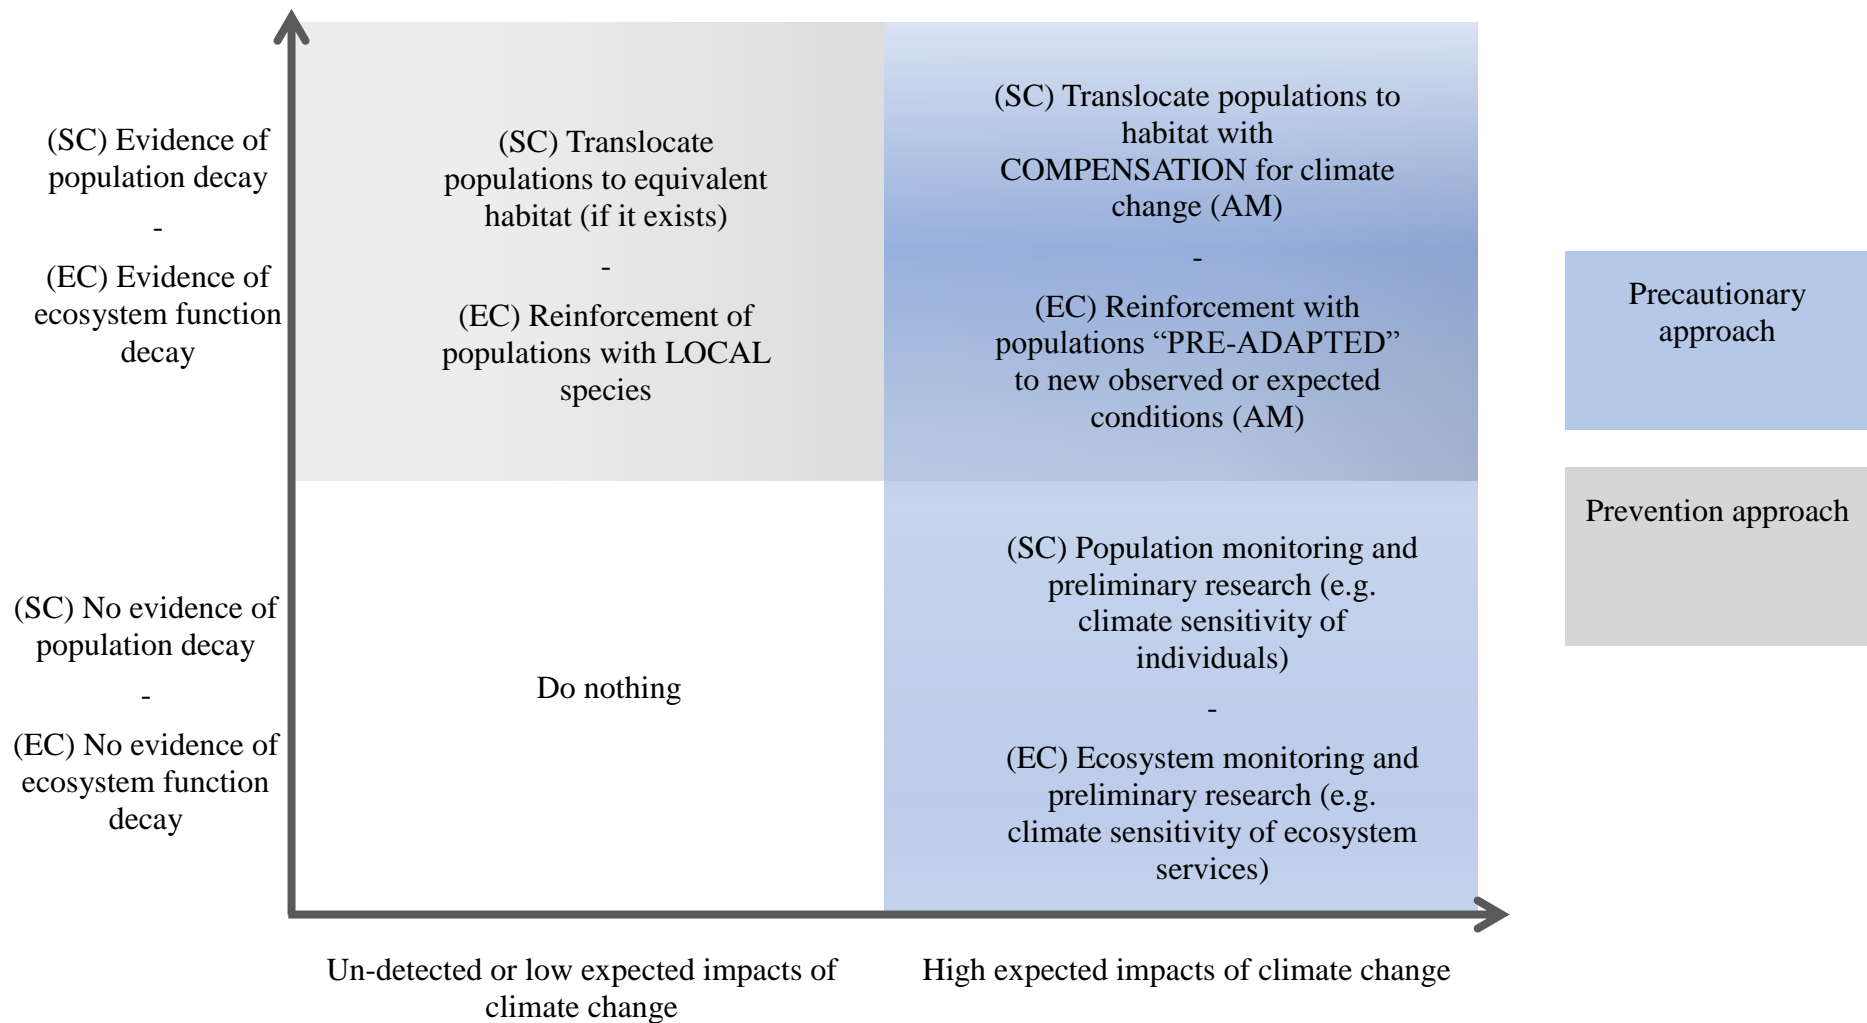 (SC) Evidence of
population decay
-
(EC) Evidence of
ecosystem function
decay
(SC) Translocate
populations to equivalent
habitat (if it exists)
-
(EC) Reinforcement of
populations with LOCAL
species
(SC) Translocate populations to
habitat with
COMPENSATION for climate
change (AM)
-
(EC) Reinforcement with
populations “PRE-ADAPTED”
to new observed or expected
conditions (AM)
Precautionary
approach
Prevention approach
(SC) No evidence of
population decay
-
(EC) No evidence of
ecosystem function
decay
Do nothing
(SC) Population monitoring and
preliminary research (e.g.
climate sensitivity of
individuals)
-
(EC) Ecosystem monitoring and
preliminary research (e.g.
climate sensitivity of ecosystem
services)
Un-detected or low expected impacts of
climate change
High expected impacts of climate change